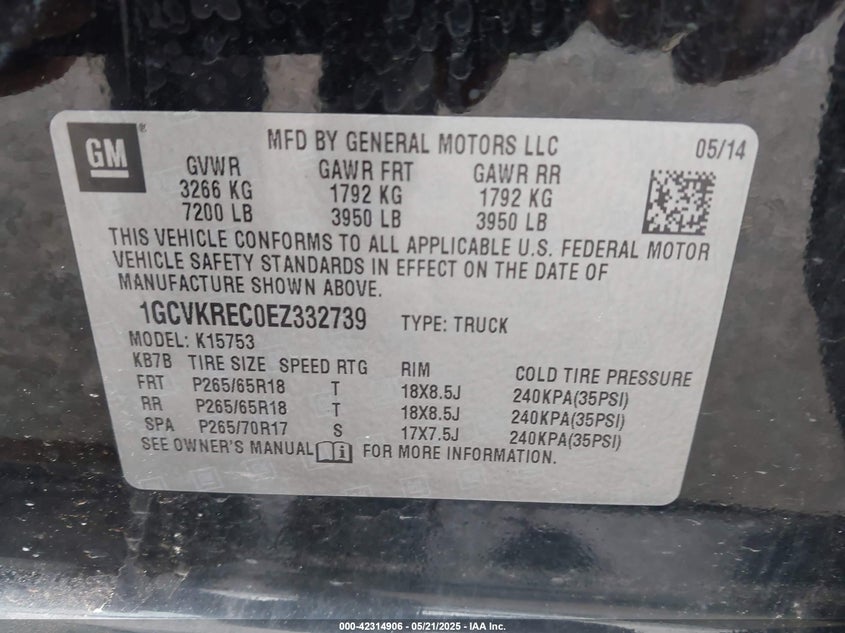 GM ®
MFD BY GENERAL MOTORS LLC 05/14
GVWR GAWR FRT GAWR RR
3266 KG 1792 KG 1792 KG
7200 LB 3950 LB 3950 LB
THIS VEHICLE CONFORMS TO ALL APPLICABLE U.S. FEDERAL MOTOR
VEHICLE SAFETY STANDARDS IN EFFECT ON THE DATE OF
MANUFACTURE SHOWN ABOVE.
1GCVKREC0EZ332739 TYPE: TRUCK
MODEL: K15753
KB7B TIRE SIZE SPEED RTG RIM COLD TIRE PRESSURE
FRT P265/65R18 T 18X8.5J 240KPA(35PSI)
RR P265/65R18 T 18X8.5J 240KPA(35PSI)
SPA P265/70R17 S 17X7.5J 240KPA(35PSI)
SEE OWNER'S MANUAL i FOR MORE INFORMATION.
000-42314906 - 05/21/2025 - IAA Inc.